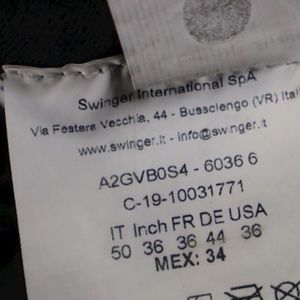 Swinger International SpA
Via Festara Vecchia, 44 - Bussolengo (VR) Ital
www.swinger.it - info@swinger.it
A2GVB0S4 - 6036 6
C-19-10031771
IT Inch FR DE USA
50 36 36 44 36
MEX: 34